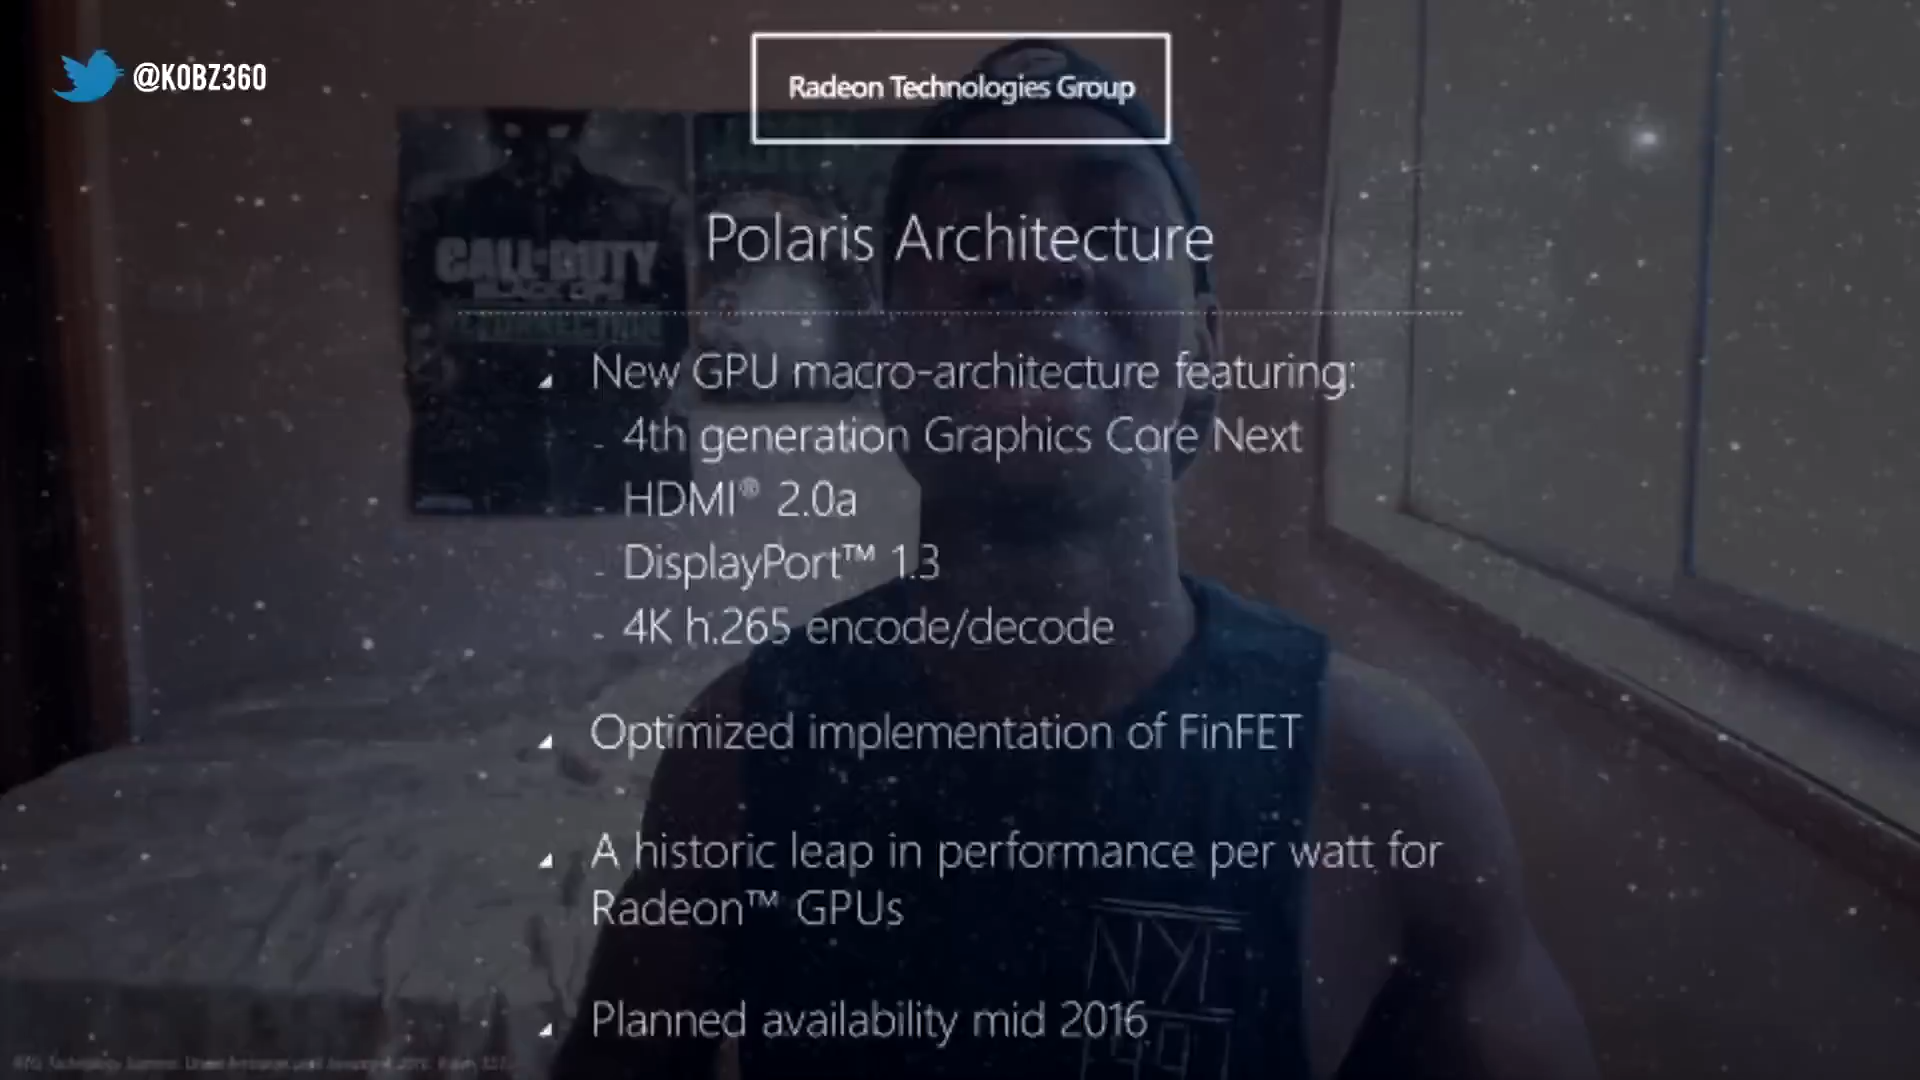 @KOBZ360
Radeon Technologies Group
CALL·DUTY
BLACK OPS
Polaris Architecture
New GPU macro-architecture featuring:
- 4th generation Graphics Core Next
- HDMI® 2.0a
- DisplayPort™ 1.3
- 4K h.265 encode/decode
Optimized implementation of FinFET
A historic leap in performance per watt for
Radeon™ GPUs
Planned availability mid 2016